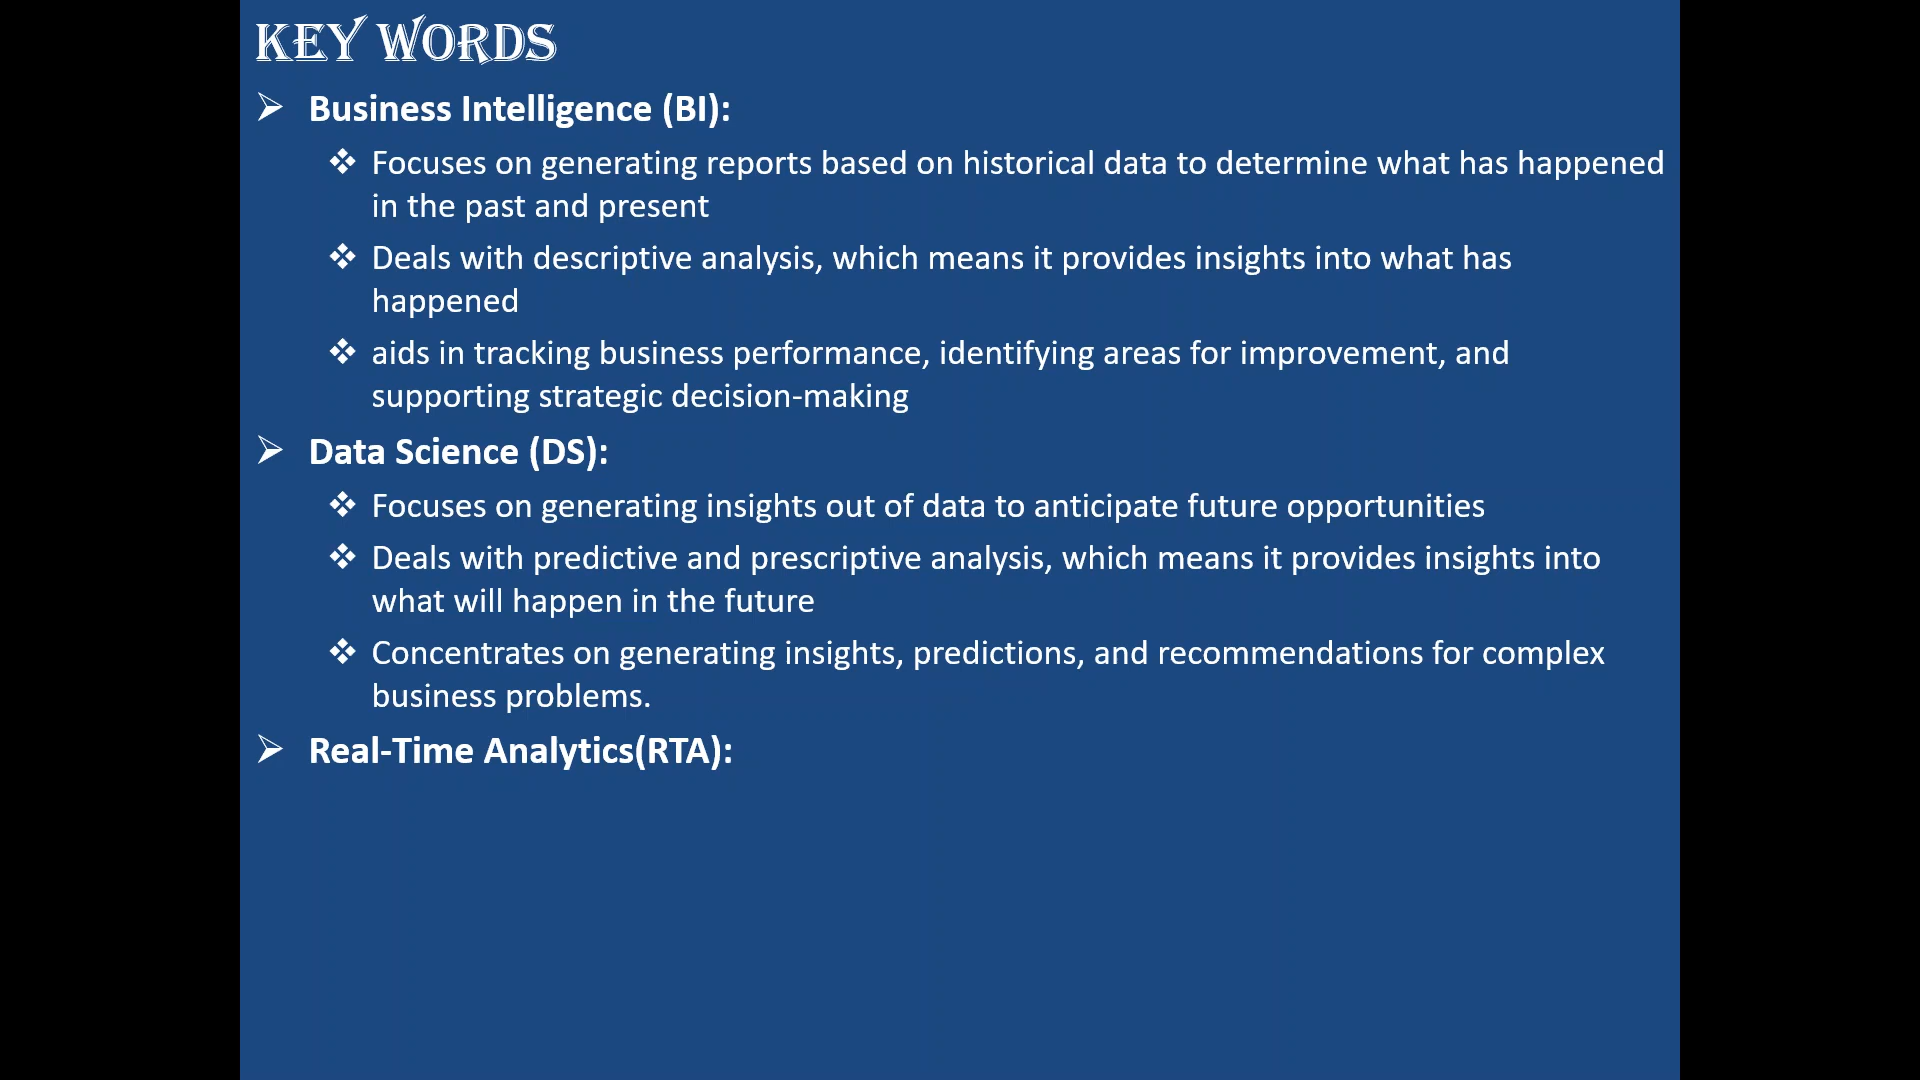 KEY WORDS
Business Intelligence (BI):
Focuses on generating reports based on historical data to determine what has happened
in the past and present
Deals with descriptive analysis, which means it provides insights into what has
happened
aids in tracking business performance, identifying areas for improvement, and
supporting strategic decision-making
Data Science (DS):
Focuses on generating insights out of data to anticipate future opportunities
Deals with predictive and prescriptive analysis, which means it provides insights into
what will happen in the future
Concentrates on generating insights, predictions, and recommendations for complex
business problems.
Real-Time Analytics(RTA):